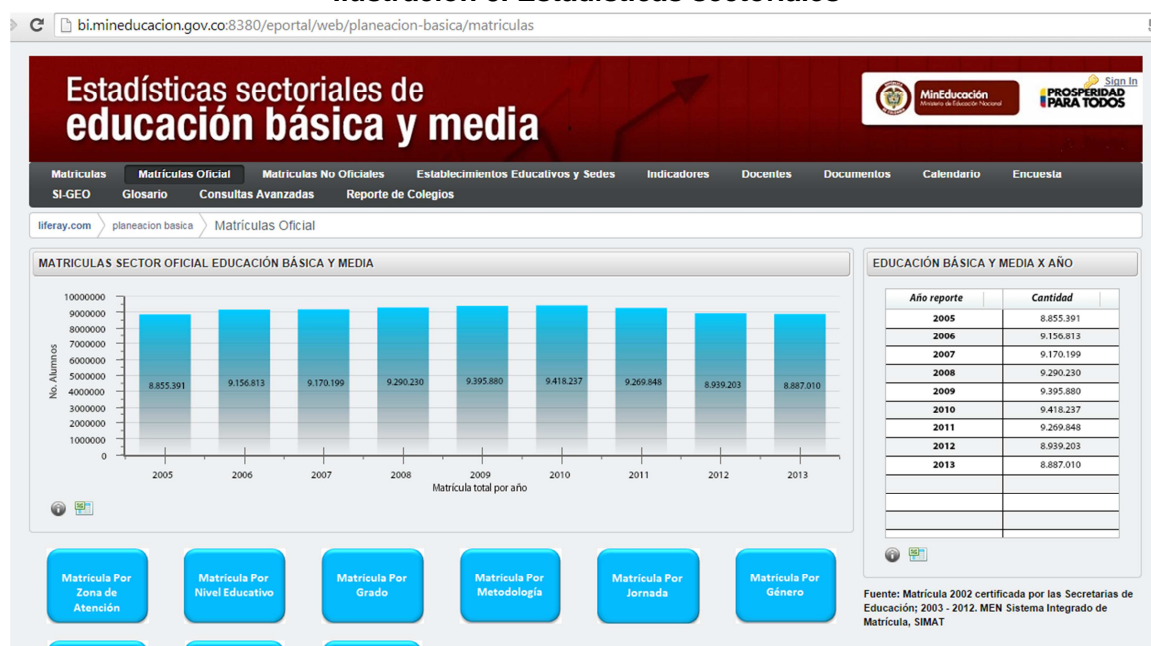 bi.mineducacion.gov.co:8380/eportal/web/planeacion-basica/matriculas
Estadísticas sectoriales de
educación básica y media
MinEducación
Ministerio de Educación Nacional
Sign In
PROSPERIDAD
PARA TODOS
Matriculas Matrículas Oficial Matriculas No Oficiales Establecimientos Educativos y Sedes Indicadores Docentes Documentos Calendario Encuesta
SI-GEO Glosario Consultas Avanzadas Reporte de Colegios
liferay.com planeacion basica Matrículas Oficial
MATRICULAS SECTOR OFICIAL EDUCACIÓN BÁSICA Y MEDIA
No. Alumnos
10000000
9000000
8000000
7000000
6000000
5000000
4000000
3000000
2000000
1000000
0
8.855.391 9.156.813 9.170.199 9.290.230 9.395.880 9.418.237 9.269.848 8.939.203 8.887.010
2005 2006 2007 2008 2009 2010 2011 2012 2013
Matrícula total por año
EDUCACIÓN BÁSICA Y MEDIA X AÑO
Año reporte Cantidad
2005 8.855.391
2006 9.156.813
2007 9.170.199
2008 9.290.230
2009 9.395.880
2010 9.418.237
2011 9.269.848
2012 8.939.203
2013 8.887.010
Matrícula Por
Zona de
Atención
Matrícula Por
Nivel Educativo
Matrícula Por
Grado
Matrícula Por
Metodología
Matrícula Por
Jornada
Matrícula Por
Género
Fuente: Matrícula 2002 certificada por las Secretarias de
Educación; 2003 - 2012. MEN Sistema Integrado de
Matrícula, SIMAT